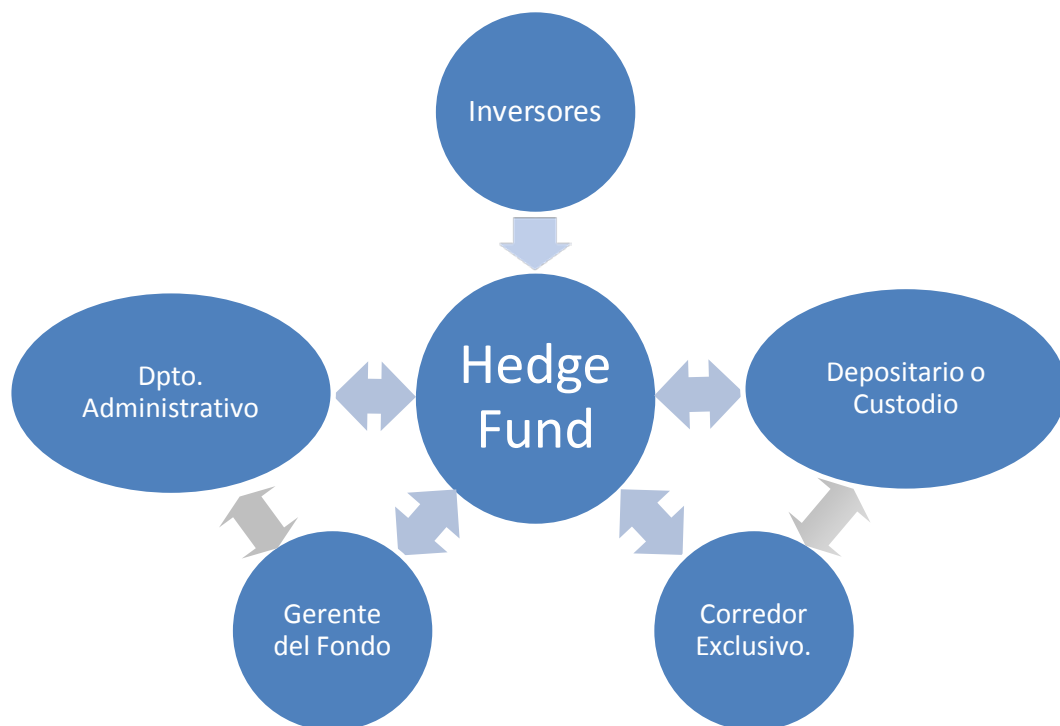 Inversores
Hedge
Fund
Dpto.
Administrativo
Depositario o
Custodio
Gerente
del Fondo
Corredor
Exclusivo.